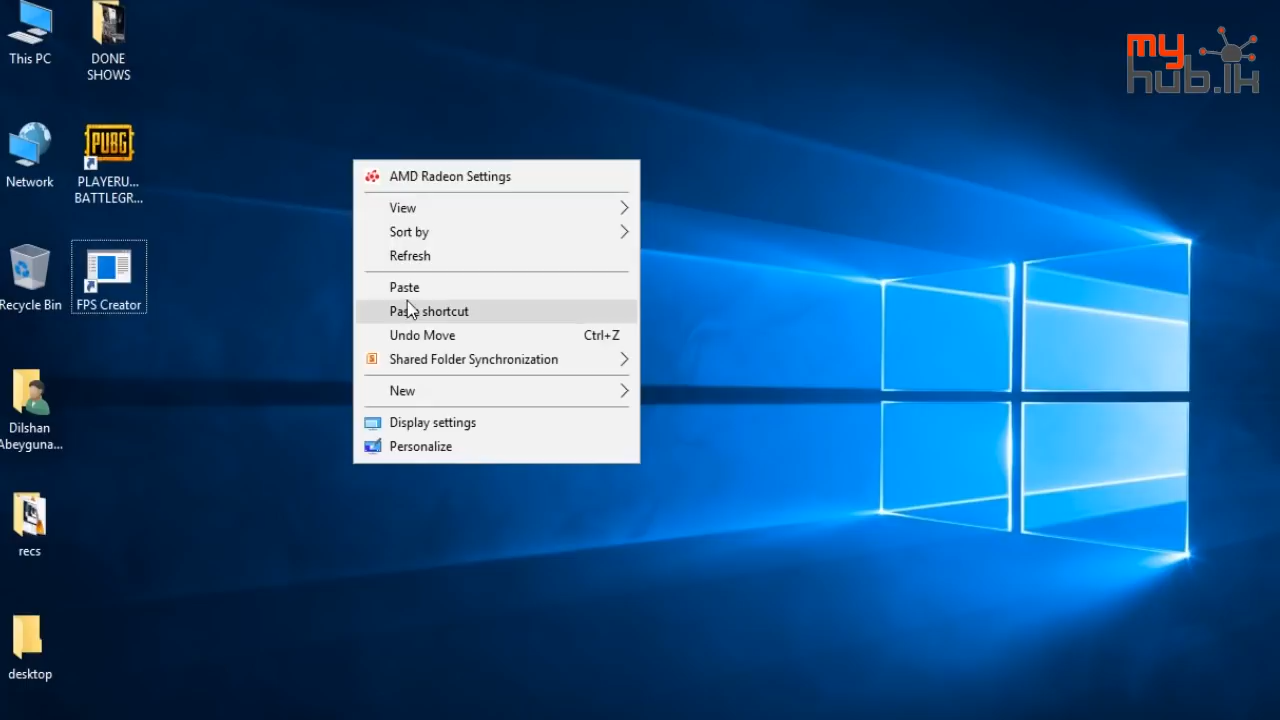 This PC
DONE
SHOWS
my
hub.lk
Network
PUBG
PLAYERU...
BATTLEGR...
Recycle Bin
FPS Creator
Dilshan
Abeyguna...
recs
desktop
AMD Radeon Settings
View
Sort by
Refresh
Paste
Paste shortcut
Undo Move Ctrl+Z
Shared Folder Synchronization
New
Display settings
Personalize